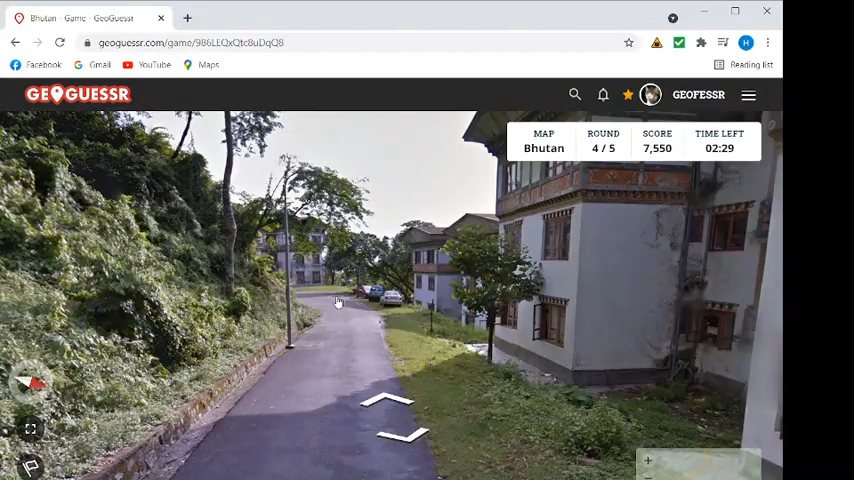 Bhutan - Game - GeoGuessr
geoguessr.com/game/986LEQxQtc8uDqQ8
Facebook
Gmail
YouTube
Maps
Reading list
GEOGUESSR
GEOFESSR
MAP
ROUND
SCORE
TIME LEFT
Bhutan
4 / 5
7,550
02:29
H